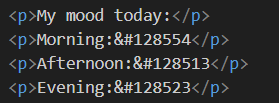 <p>My mood today:</p>
<p>Morning:&#128554</p>
<p>Afternoon:&#128513</p>
<p>Evening:&#128523</p>